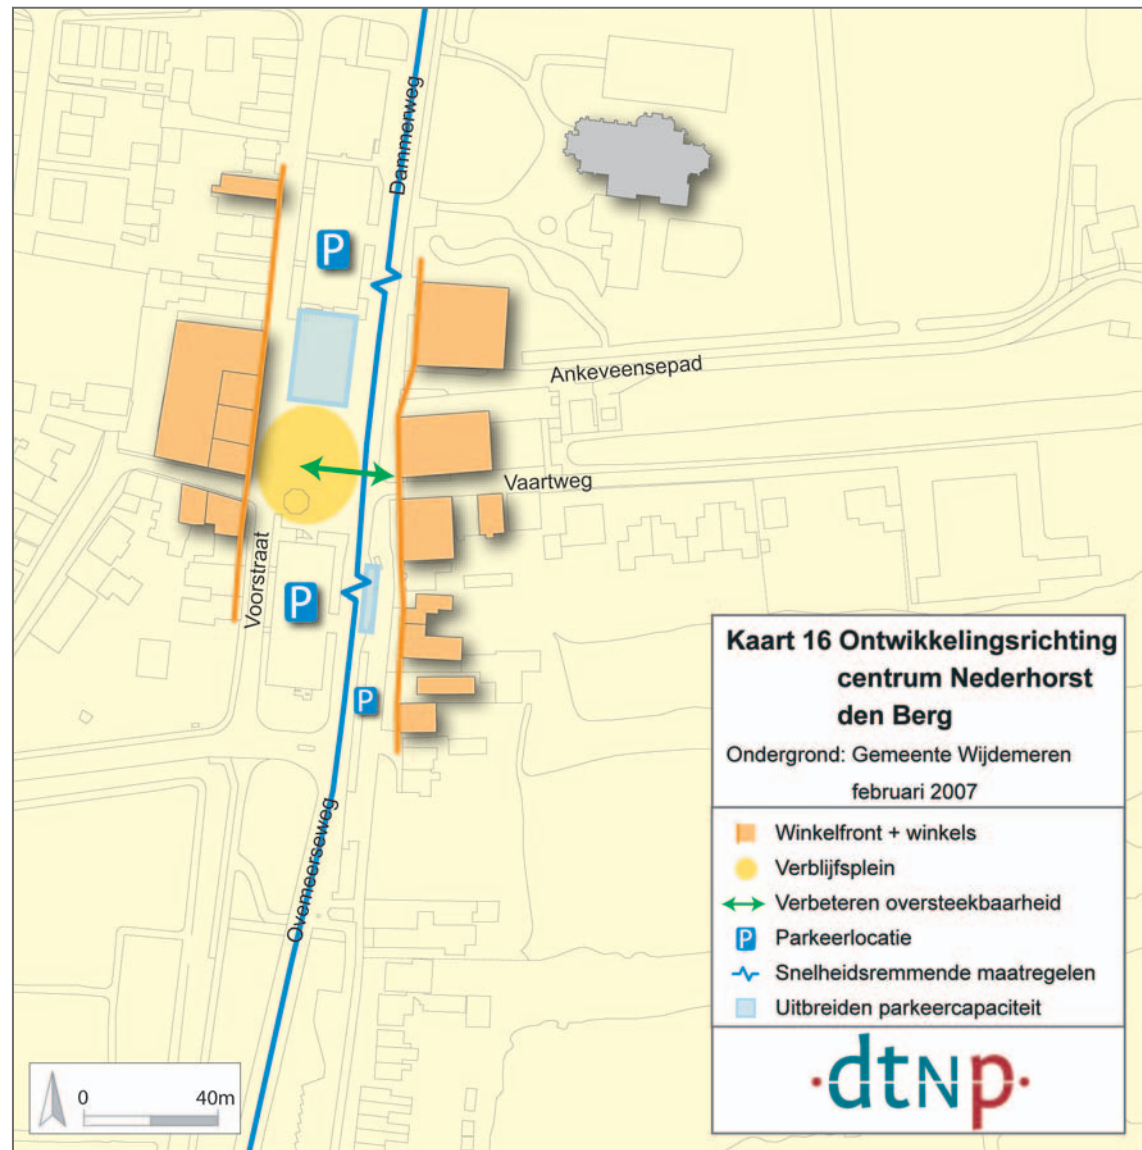 Dammerweg
P
Ankeveensepad
Vaartweg
Voorstraat
P
P
Overmeerseweg
Kaart 16 Ontwikkelingsrichting
centrum Nederhorst
den Berg
Ondergrond: Gemeente Wijdemeren
februari 2007
Winkelfront + winkels
Verblijfsplein
Verbeteren oversteekbaarheid
P Parkeerlocatie
Snelheidsremmende maatregelen
Uitbreiden parkeercapaciteit
0 40m
·dtNp·